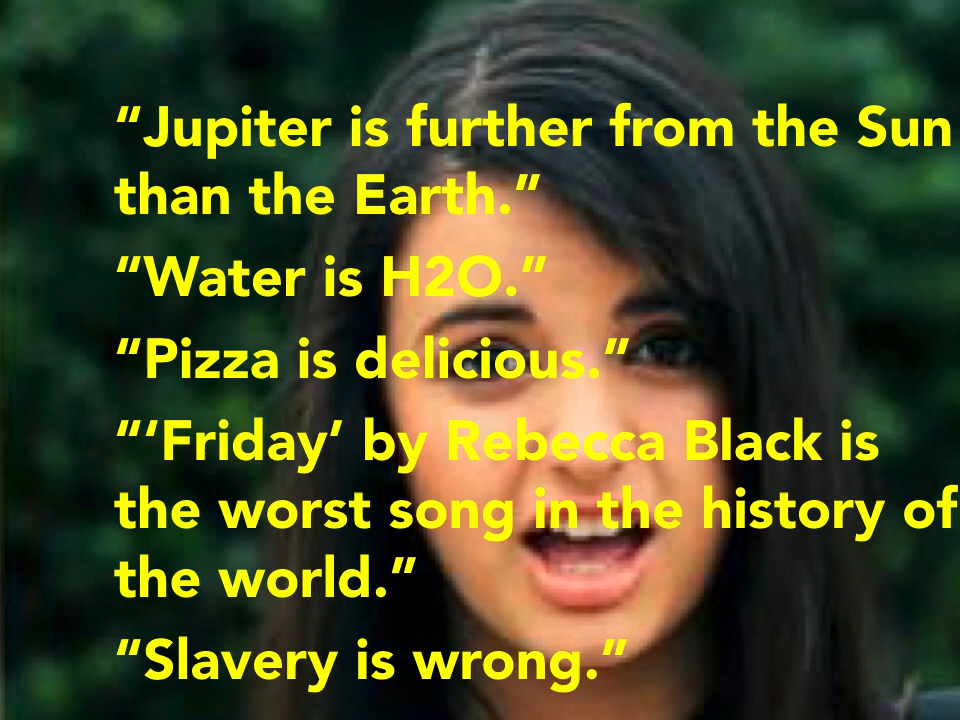 “Jupiter is further from the Sun
than the Earth.”
“Water is H2O.”
“Pizza is delicious.”
“‘Friday’ by Rebecca Black is
the worst song in the history of
the world.”
“Slavery is wrong.”